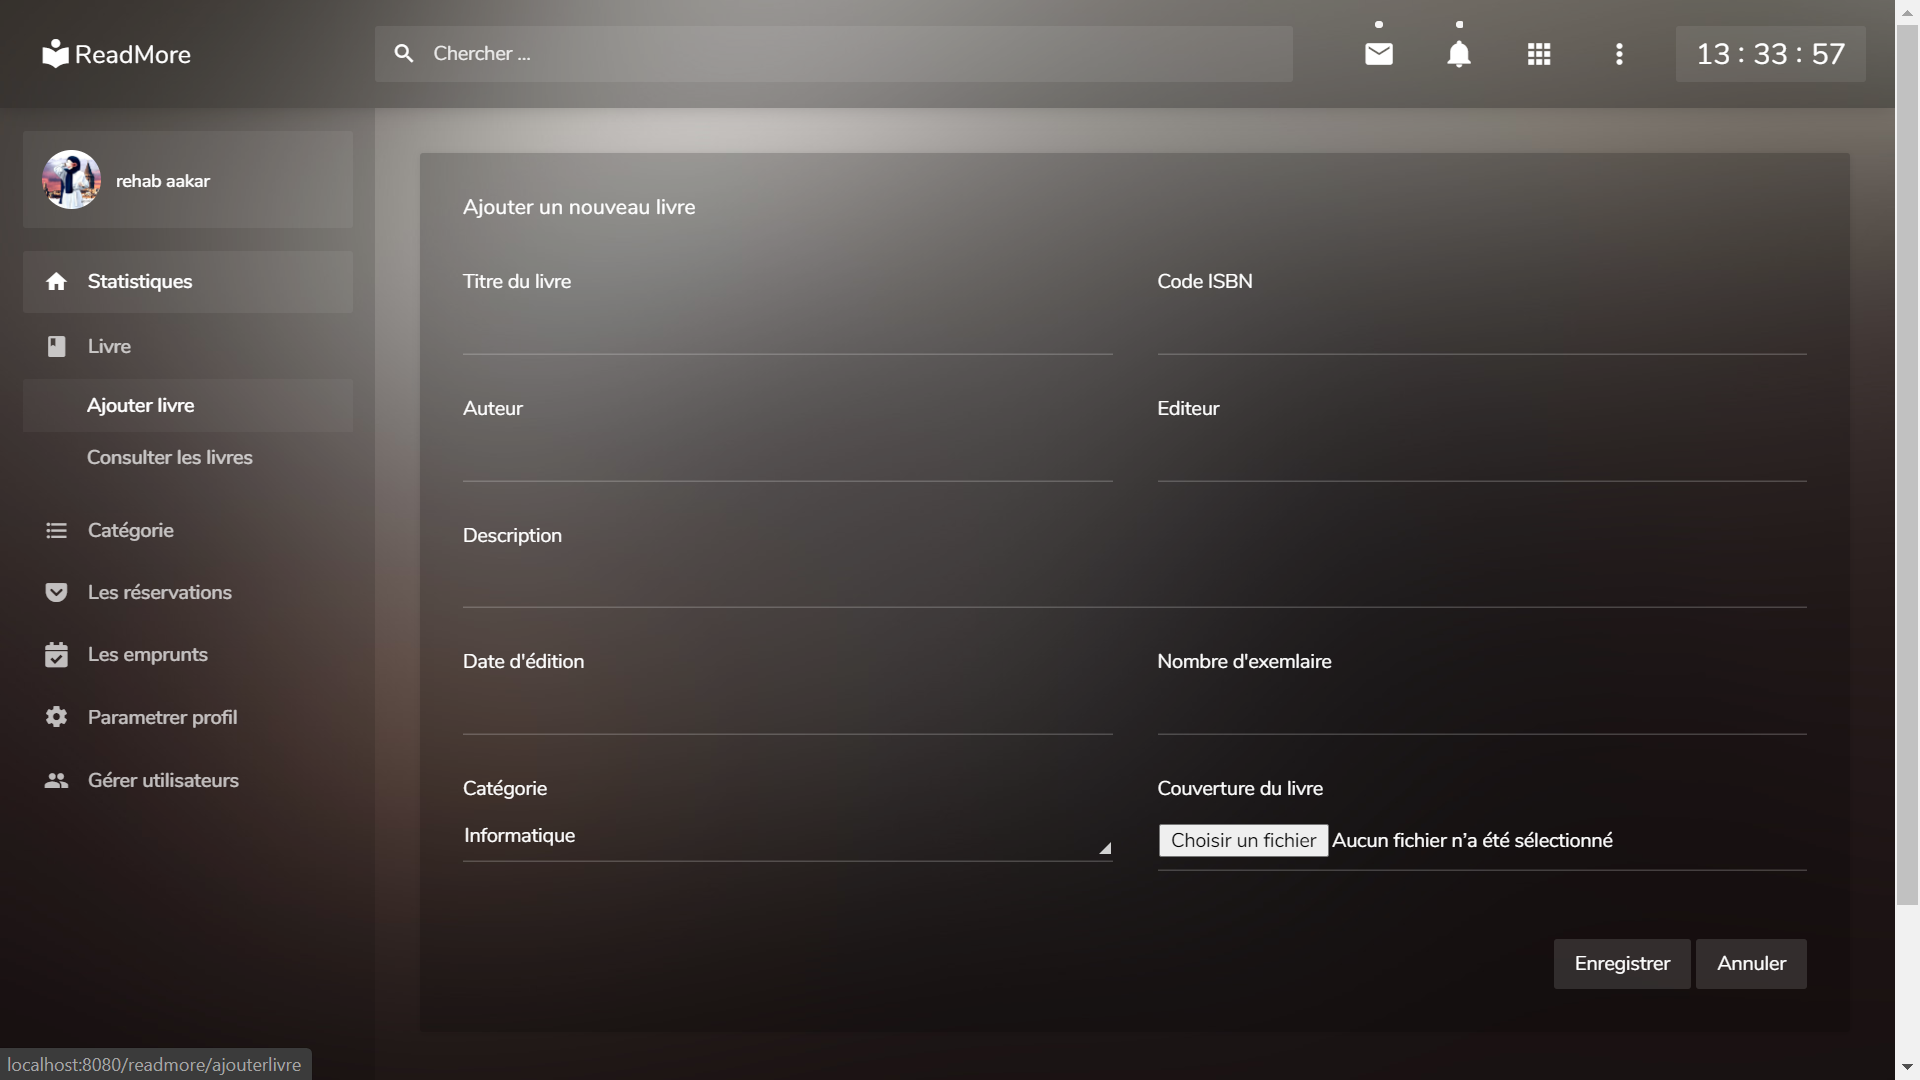 ReadMore
Chercher ...
13 : 33 : 57
rehab aakar
Statistiques
Livre
Ajouter livre
Consulter les livres
Catégorie
Les réservations
Les emprunts
Parametrer profil
Gérer utilisateurs
Ajouter un nouveau livre
Titre du livre
Code ISBN
Auteur
Editeur
Description
Date d'édition
Nombre d'exemlaire
Catégorie
Informatique
Couverture du livre
Choisir un fichier Aucun fichier n’a été sélectionné
Enregistrer
Annuler
localhost:8080/readmore/ajouterlivre